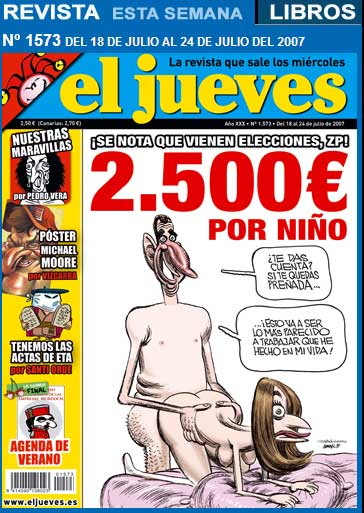 REVISTA ESTA SEMANA LIBROS
Nº 1573 DEL 18 DE JULIO AL 24 DE JULIO DEL 2007
La revista que sale los miércoles
el jueves
2,50 € (Canarias: 2,70 €)
Año XXX • Nº 1.573 • Del 18 al 24 de julio de 2007
NUESTRAS
MARAVILLAS
por PEDRO VERA
PÓSTER
MICHAEL
MOORE
por VIZCARRA
TENEMOS LAS
ACTAS DE ETA
por SANTI ORUE
FINAL
AGENDA DE
VERANO
01573
www.eljueves.es
¡SE NOTA QUE VIENEN ELECCIONES, ZP!
2.500€
POR NIÑO
¿TE DAS
CUENTA?
SI TE QUEDAS
PREÑADA...
...¡ESTO VA A SER
LO MÁS PARECIDO
A TRABAJAR QUE HE
HECHO EN MI VIDA!